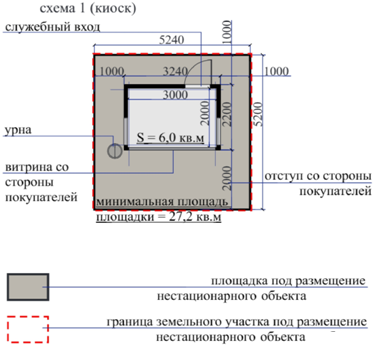 схема 1 (киоск)
служебный вход
5240
1000
1000
3240
1000
3000
2000
2200
5200
S = 6,0 кв.м
урна
витрина со
стороны
покупателей
2000
отступ со стороны
покупателей
минимальная площадь
площадки = 27,2 кв.м
площадка под размещение
нестационарного объекта
граница земельного участка под размещение
нестационарного объекта